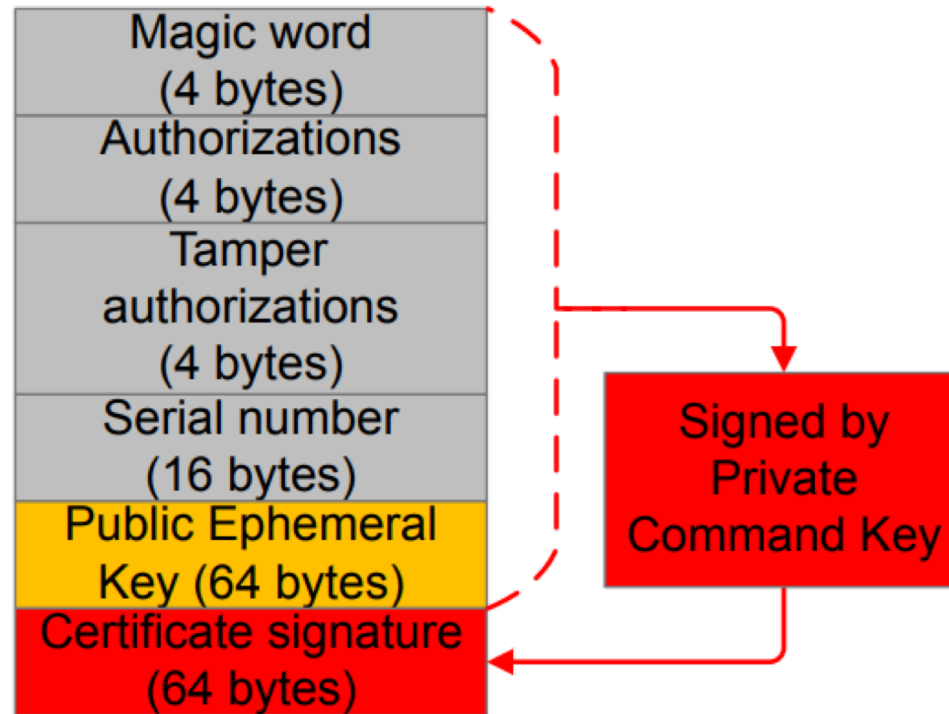 Magic word
(4 bytes)
Authorizations
(4 bytes)
Tamper
authorizations
(4 bytes)
Serial number
(16 bytes)
Public Ephemeral
Key (64 bytes)
Certificate signature
(64 bytes)
Signed by
Private
Command Key